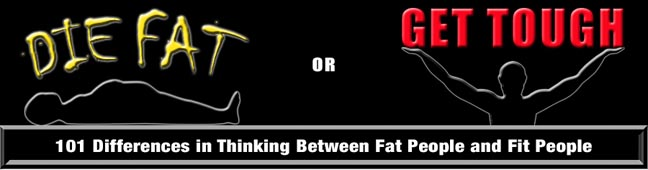 DIE FAT
OR
GET TOUGH
101 Differences in Thinking Between Fat People and Fit People